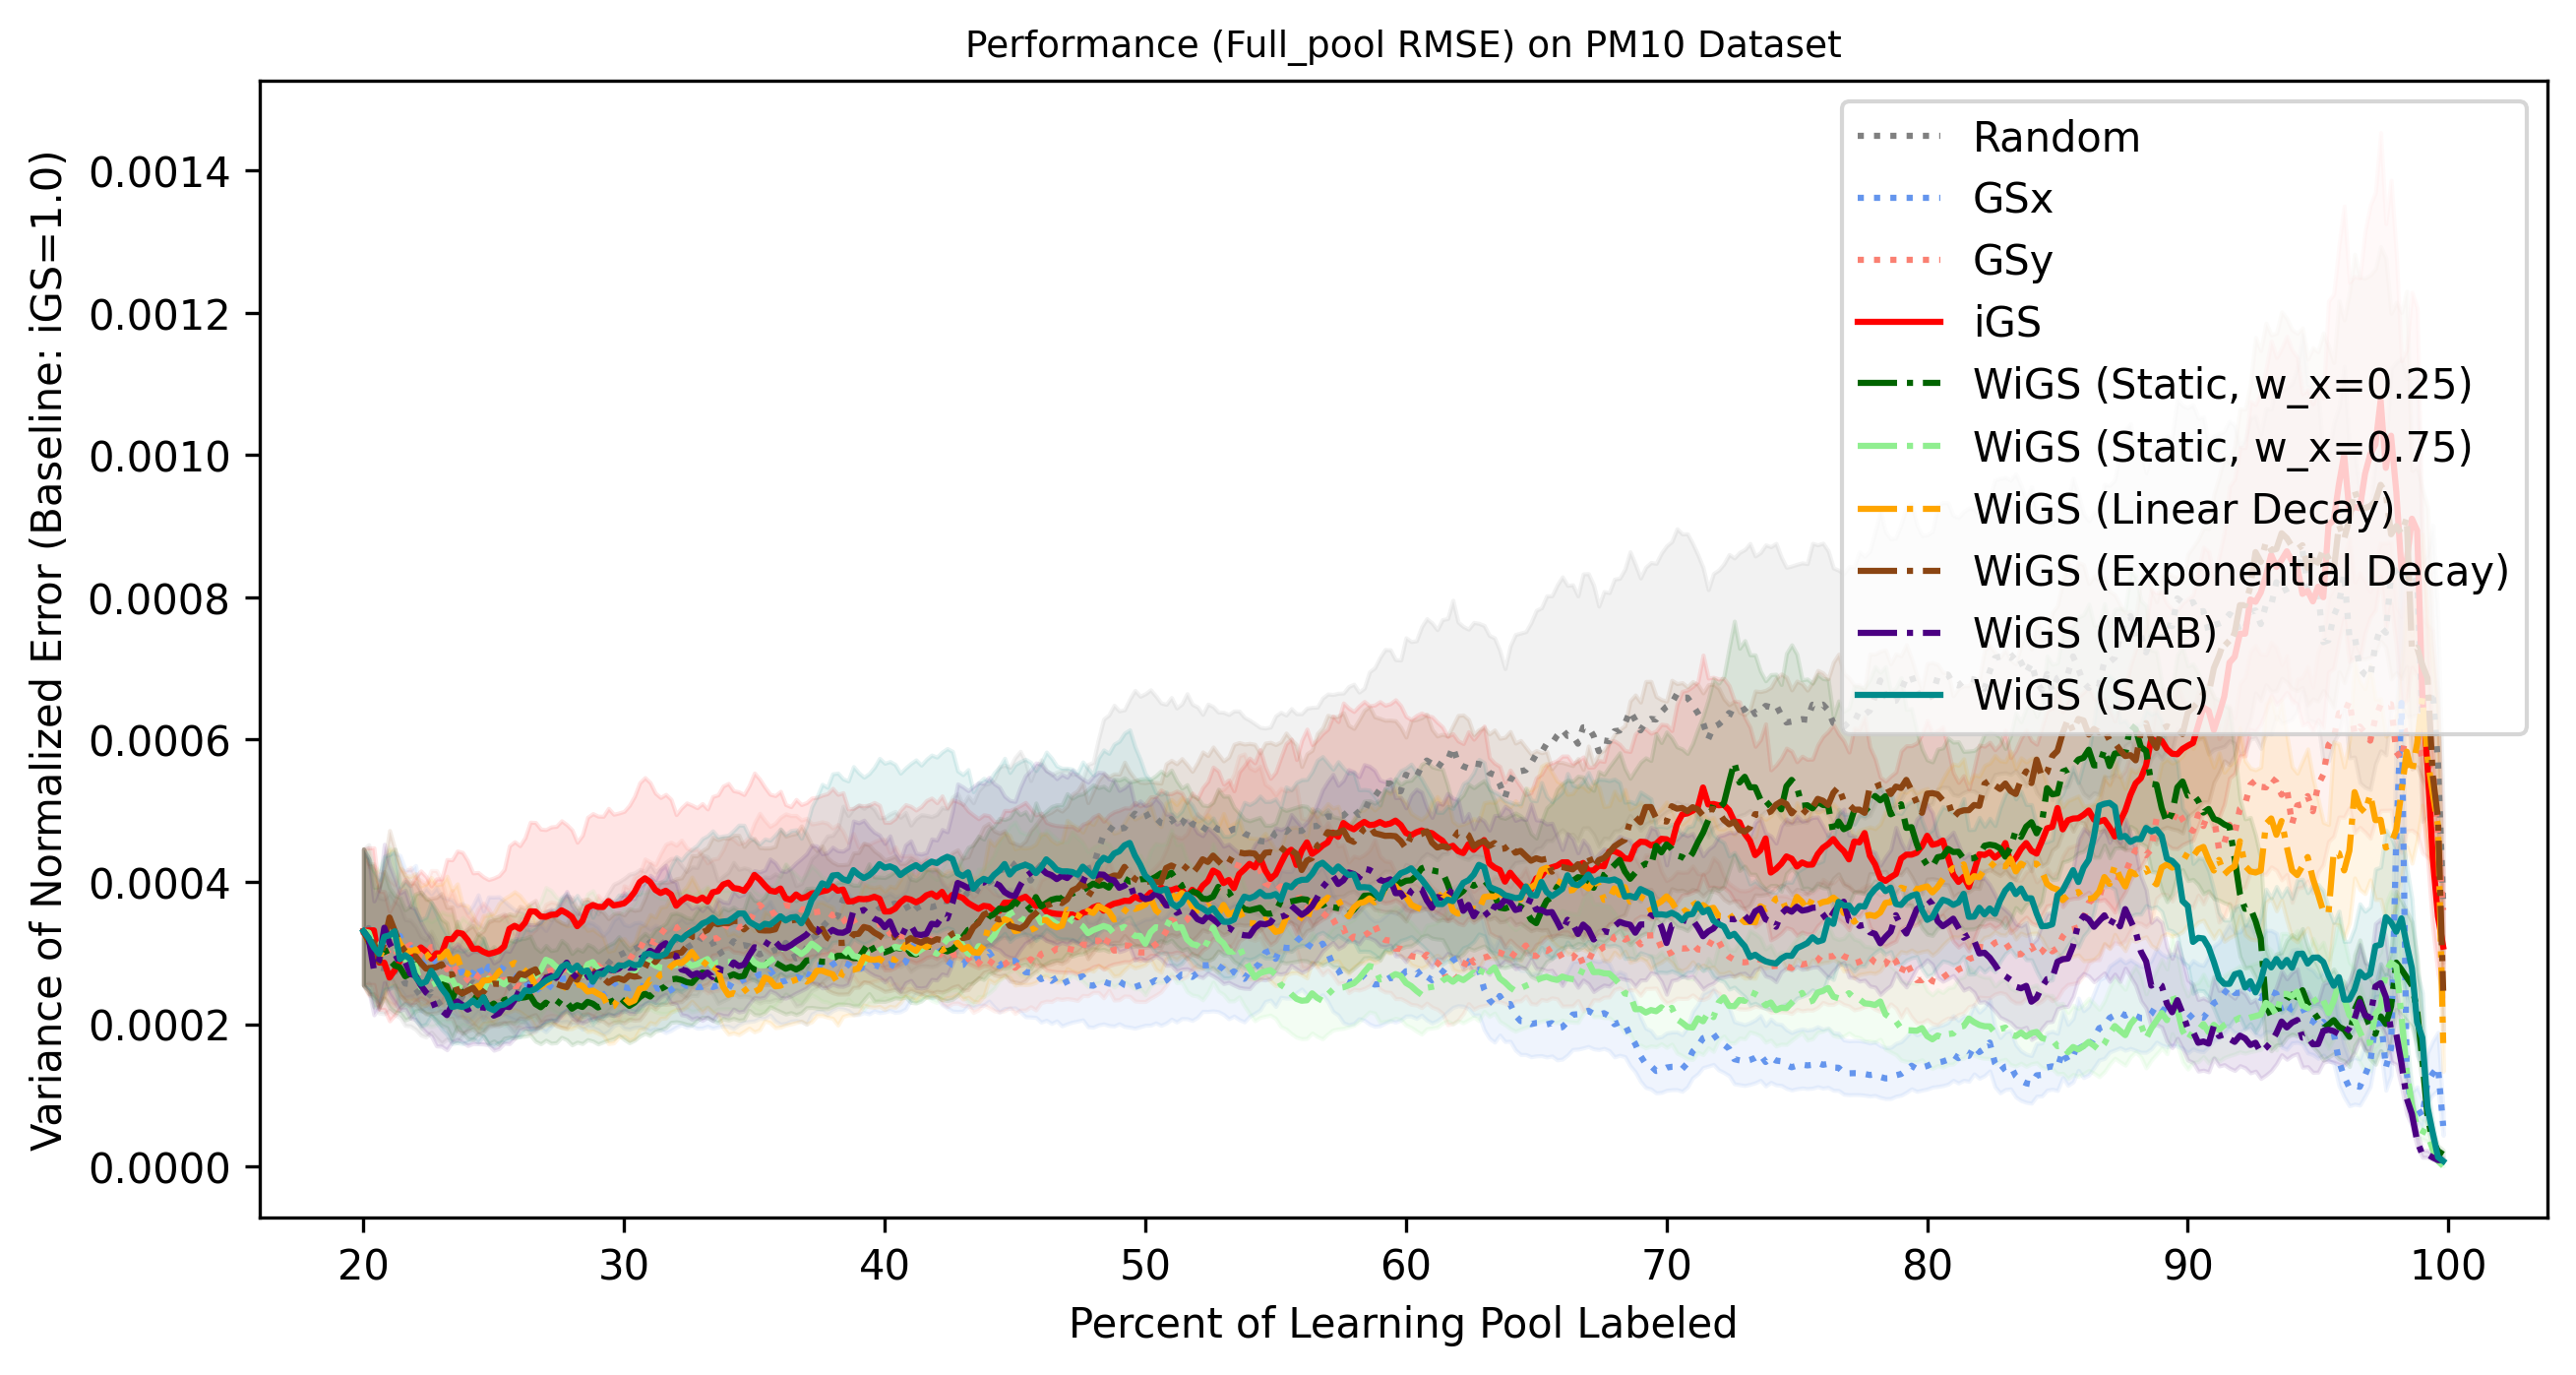 Performance (Full_pool RMSE) on PM10 Dataset
Variance of Normalized Error (Baseline: iGS=1.0)
0.0014
0.0012
0.0010
0.0008
0.0006
0.0004
0.0002
0.0000
Random
GSx
GSy
iGS
WiGS (Static, w_x=0.25)
WiGS (Static, w_x=0.75)
WiGS (Linear Decay)
WiGS (Exponential Decay)
WiGS (MAB)
WiGS (SAC)
20 30 40 50 60 70 80 90 100
Percent of Learning Pool Labeled